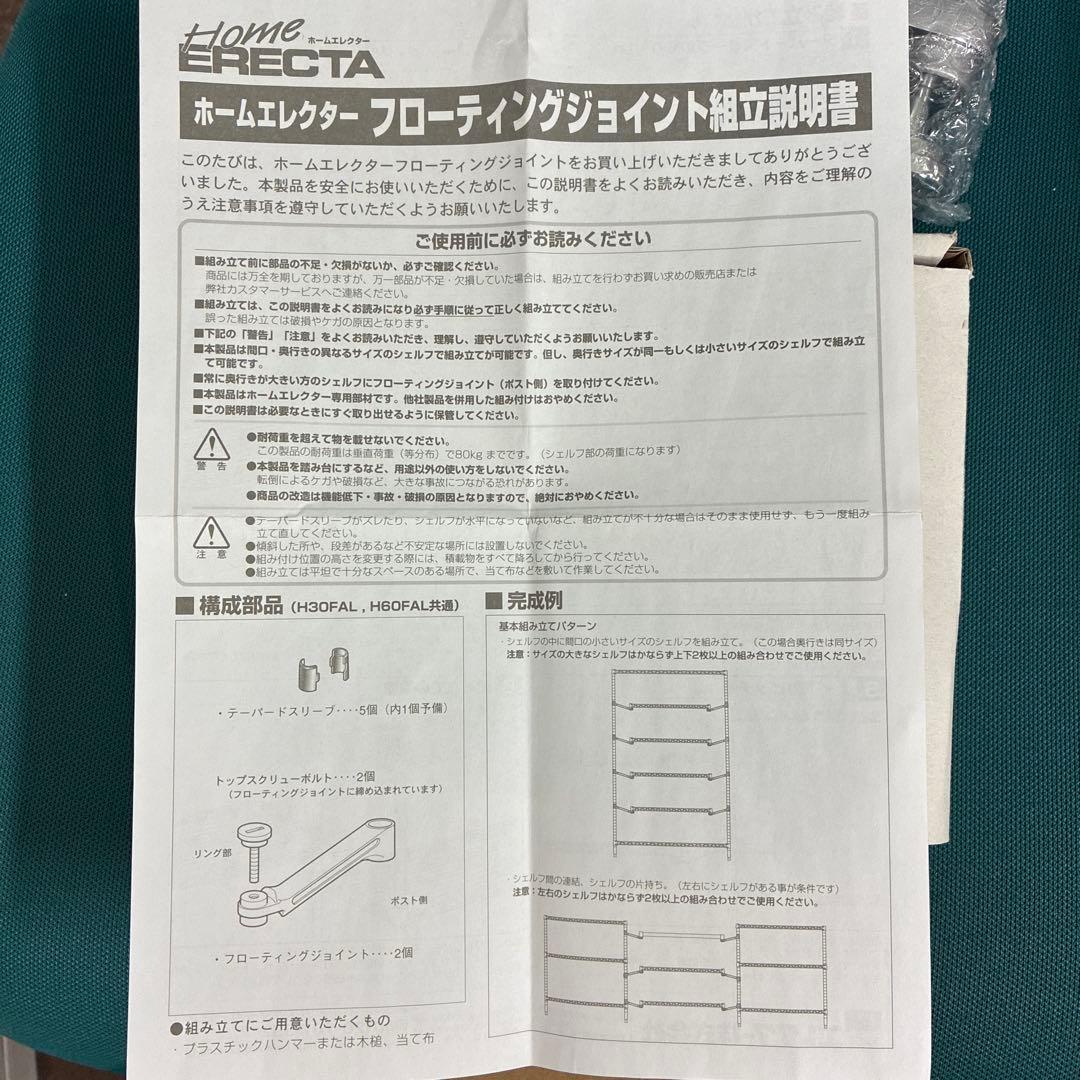 Home ホームエレクター
ERECTA
ホームエレクター フローティングジョイント組立説明書
このたびは、ホームエレクターフローティングジョイントをお買い上げいただきましてありがとうござ
いました。本製品を安全にお使いいただくために、この説明書をよくお読みいただき、内容をご理解の
うえ注意事項を遵守していただくようお願いいたします。
ご使用前に必ずお読みください
■組み立て前に部品の不足・欠損がないか、必ずご確認ください。
商品には万全を期しておりますが、万一部品が不足・欠損していた場合は、組み立てを行わずお買い求めの販売店または
弊社カスタマーサービスへご連絡ください。
■組み立ては、この説明書をよくお読みになり必ず手順に従って正しく組み立ててください。
誤った組み立ては破損やケガの原因となります。
■下記の「警告」「注意」をよくお読みいただき、理解し、遵守していただくようお願いいたします。
■本製品は間口・奥行きの異なるサイズのシェルフで組み立てが可能です。但し、奥行きサイズが同一もしくは小さいサイズのシェルフで組み立
て可能です。
■常に奥行きが大きい方のシェルフにフローティングジョイント（ポスト側）を取り付けてください。
■本製品はホームエレクター専用部材です。他社製品を併用した組み付けはおやめください。
■この説明書は必要なときにすぐ取り出せるように保管してください。
警告
●耐荷重を超えて物を載せないでください。
この製品の耐荷重は垂直荷重（等分布）で80kg までです。（シェルフ部の荷重になります）
●本製品を踏み台にするなど、用途以外の使い方をしないでください。
転倒によるケガや破損など、大きな事故につながる恐れがあります。
●商品の改造は機能低下・事故・破損の原因となりますので、絶対におやめください。
注意
●テーパードスリーブがズレたり、シェルフが水平になっていないなど、組み立てが不十分な場合はそのまま使用せず、もう一度組み
立て直してください。
●傾斜した所や、段差があるなど不安定な場所には設置しないでください。
●組み付け位置の高さを変更する際には、積載物をすべて降ろしてから行ってください。
●組み立ては平坦で十分なスペースのある場所で、当て布などを敷いて作業してください。
■ 構成部品（H30FAL , H60FAL共通）
・テーパードスリーブ‥‥5個（内1個予備）
トップスクリューボルト‥‥2個
（フローティングジョイントに締め込まれています）
リング部
ポスト側
・フローティングジョイント‥‥2個
●組み立てにご用意いただくもの
・プラスチックハンマーまたは木槌、当て布
■ 完成例
基本組み立てパターン
・シェルフの中に間口の小さいサイズのシェルフを組み立て。（この場合奥行きは同サイズ）
注意：サイズの大きなシェルフはかならず上下2枚以上の組み合わせでご使用ください。
・シェルフ間の連結、シェルフの片持ち。（左右にシェルフがある事が条件です）
注意：左右のシェルフはかならず2枚以上の組み合わせでご使用ください。